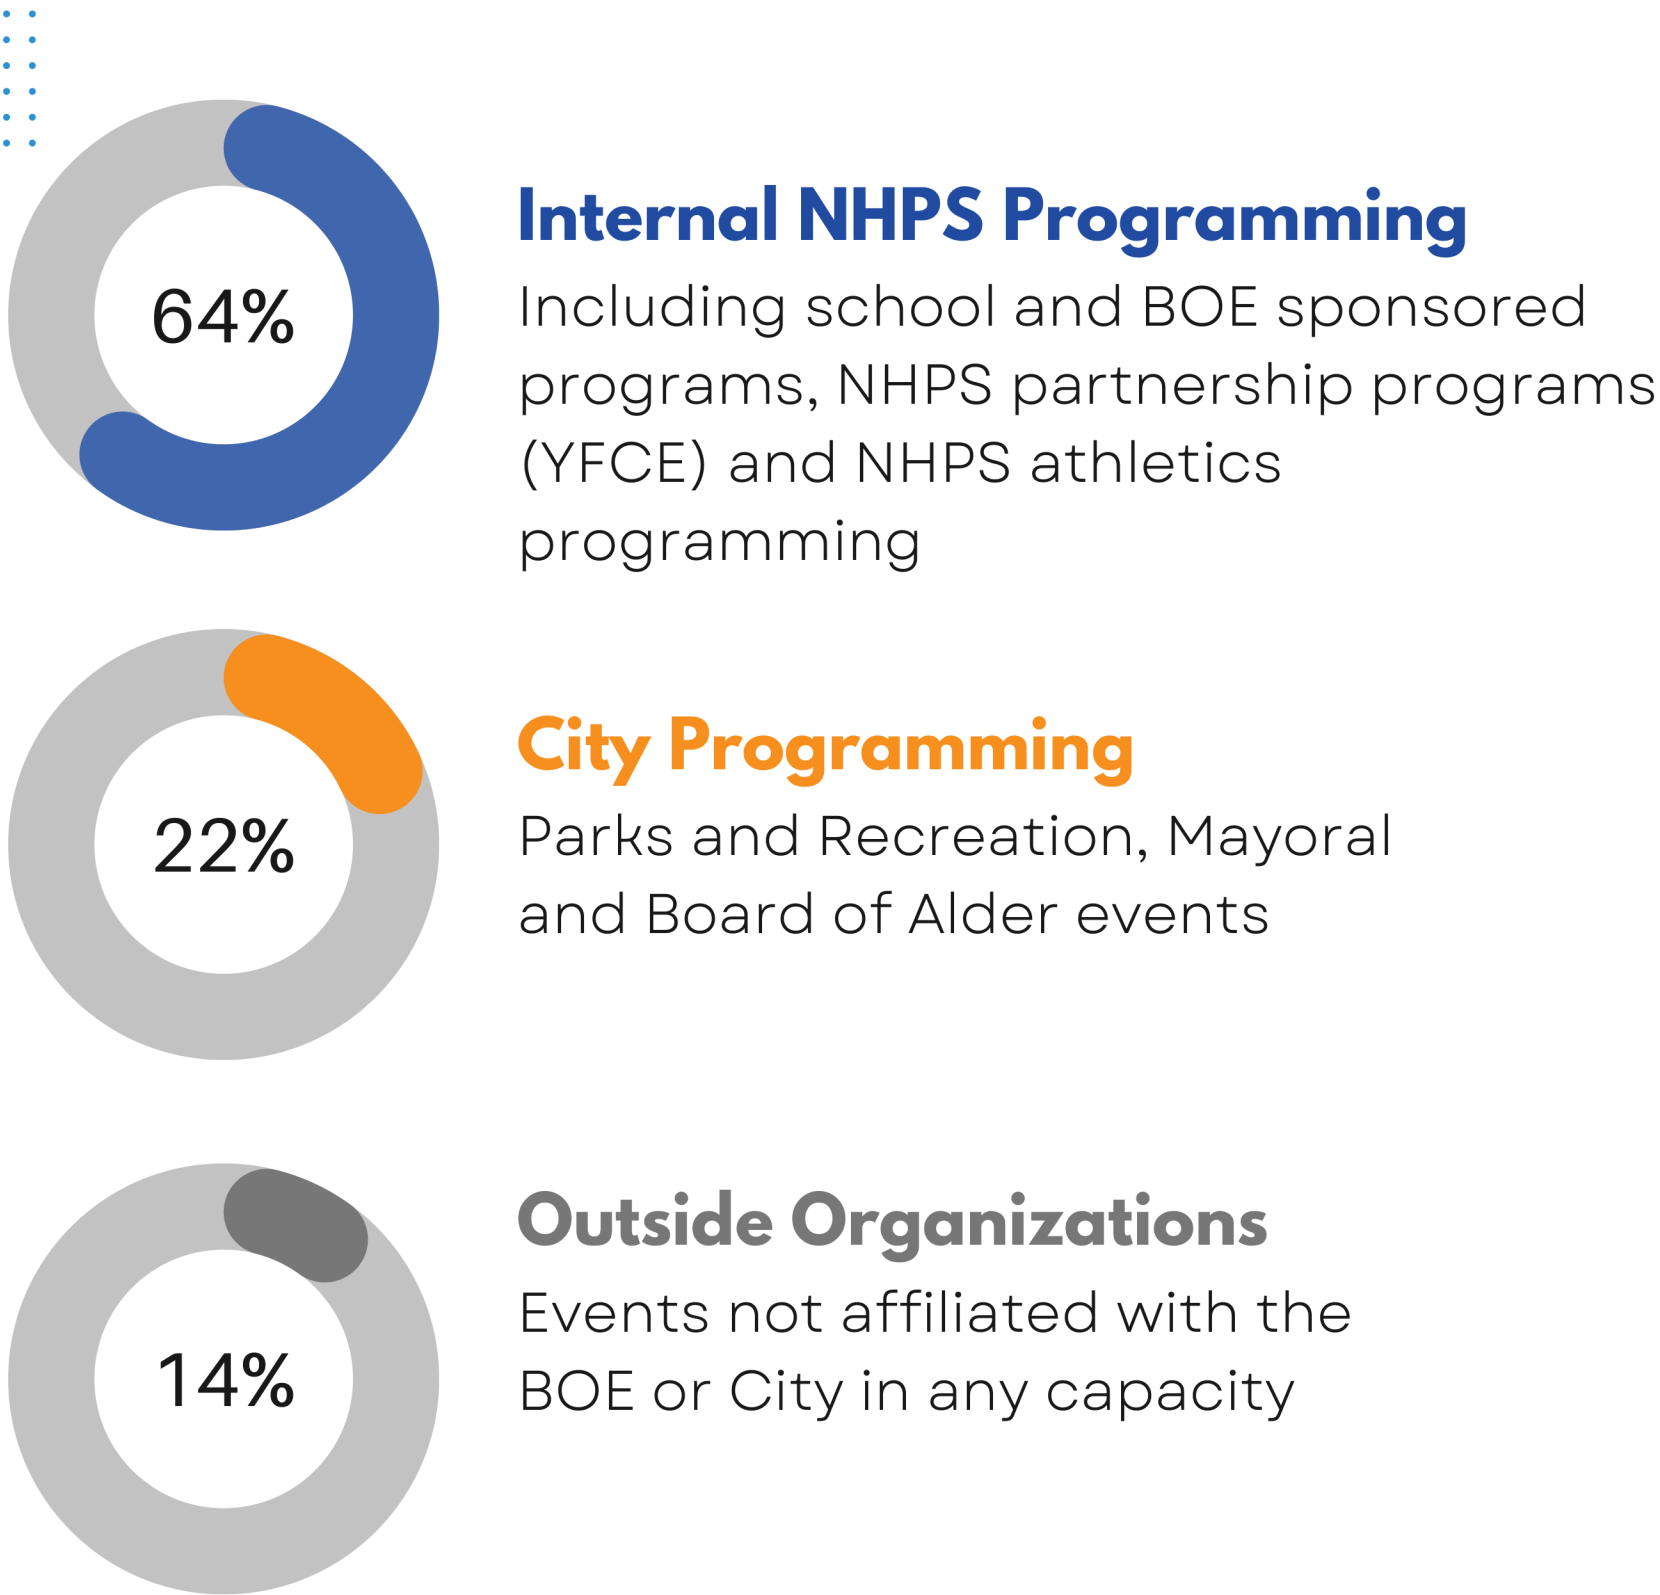 64%
Internal NHPS Programming
Including school and BOE sponsored
programs, NHPS partnership programs
(YFCE) and NHPS athletics
programming
22%
City Programming
Parks and Recreation, Mayoral
and Board of Alder events
14%
Outside Organizations
Events not affiliated with the
BOE or City in any capacity